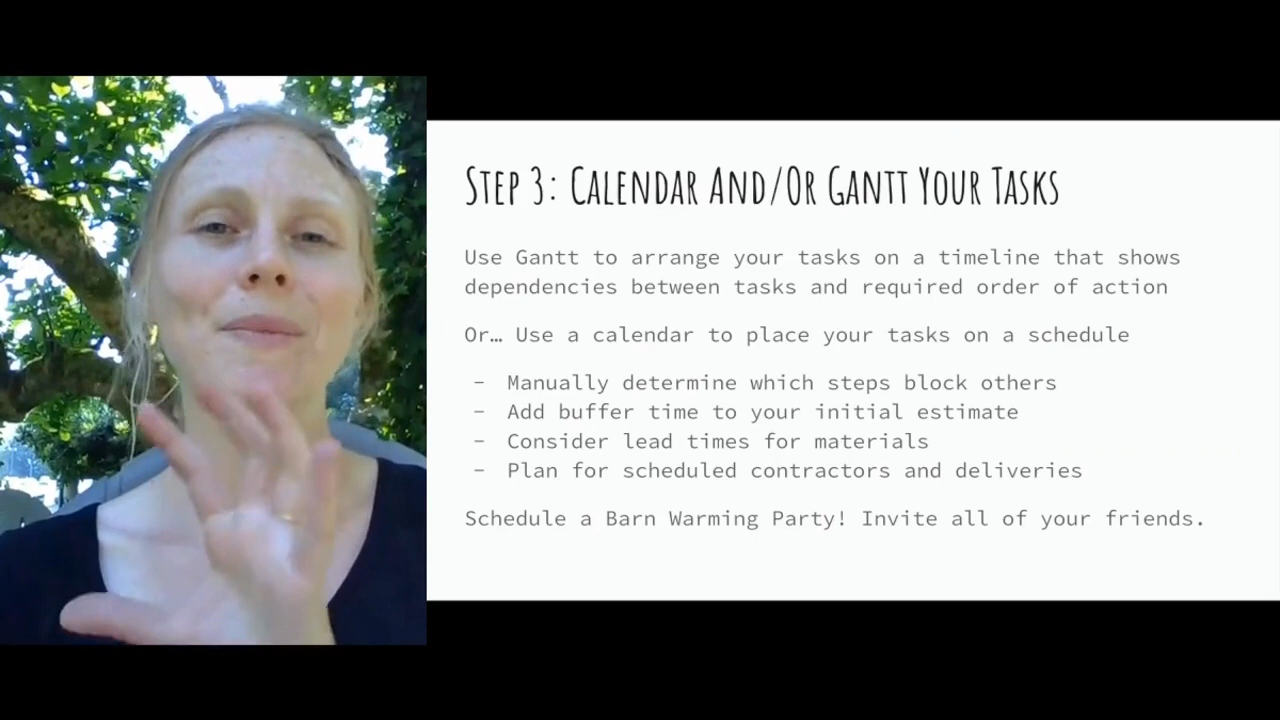 Step 3: Calendar And/Or Gantt Your Tasks
Use Gantt to arrange your tasks on a timeline that shows
dependencies between tasks and required order of action
Or… Use a calendar to place your tasks on a schedule
- Manually determine which steps block others
- Add buffer time to your initial estimate
- Consider lead times for materials
- Plan for scheduled contractors and deliveries
Schedule a Barn Warming Party! Invite all of your friends.